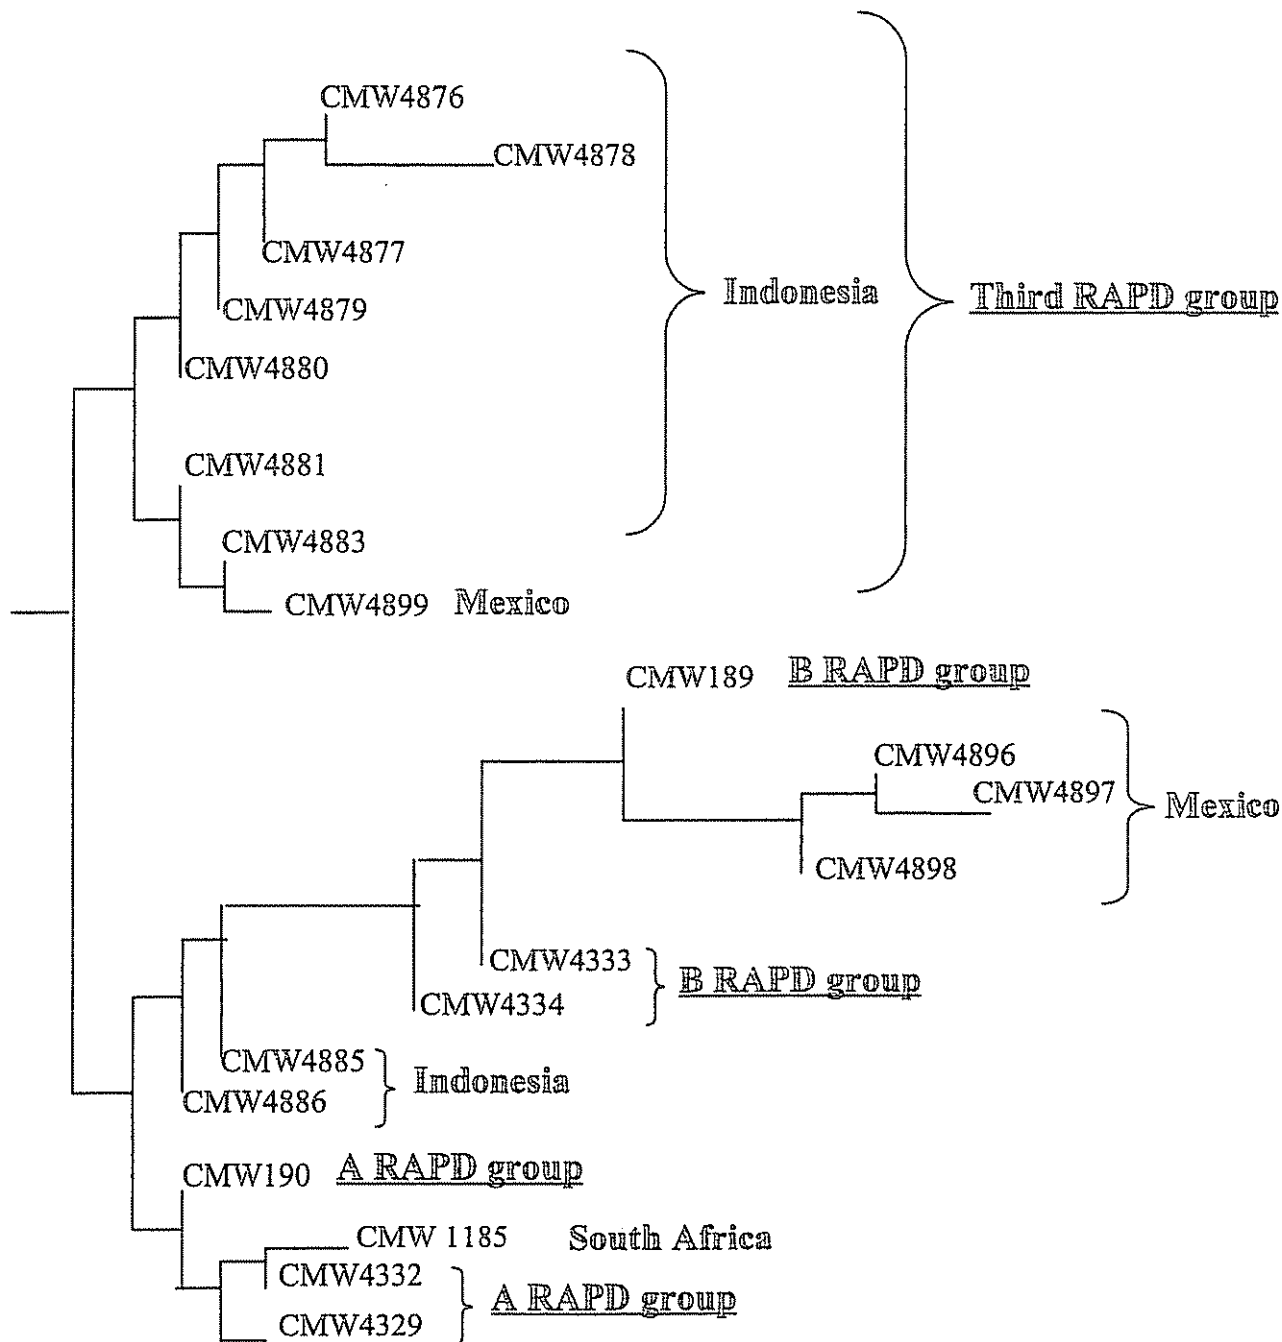 CMW4876
CMW4878
CMW4877
Indonesia
Third RAPD group
CMW4879
CMW4880
CMW4881
CMW4883
CMW4899 Mexico
CMW189 B RAPD group
CMW4896
CMW4897
Mexico
CMW4898
CMW4333
B RAPD group
CMW4334
CMW4885
Indonesia
CMW4886
CMW190 A RAPD group
CMW 1185 South Africa
CMW4332
A RAPD group
CMW4329